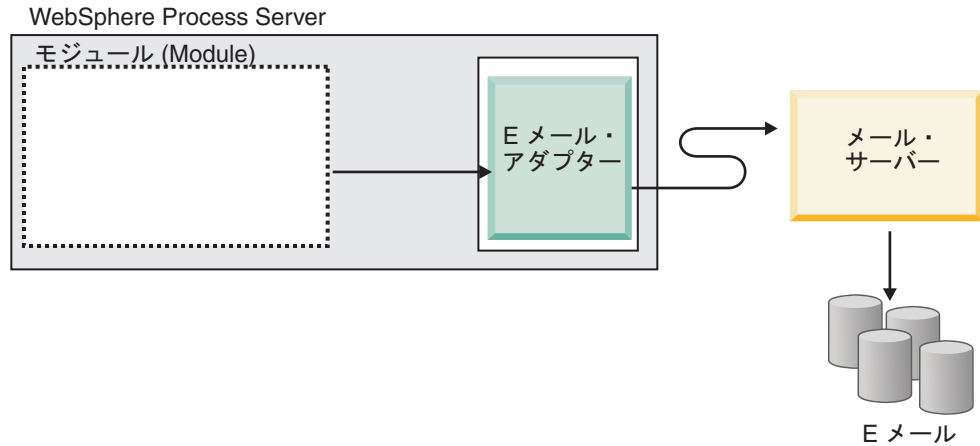 WebSphere Process Server
モジュール (Module)
E メール・
アダプター
メール・
サーバー
E メール